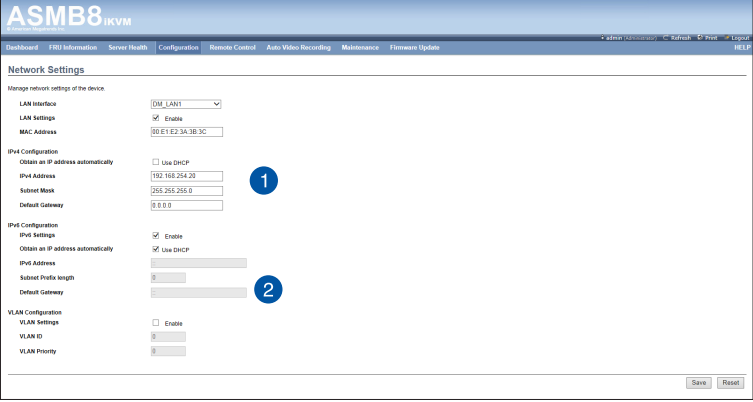 ASMB8iKVM
© American Megatrends Inc.
• admin (Administrator) Refresh Print Logout
Dashboard FRU Information Server Health Configuration Remote Control Auto Video Recording Maintenance Firmware Update HELP
Network Settings
Manage network settings of the device.
LAN Interface DM_LAN1
LAN Settings Enable
MAC Address 00:E1:E2:3A:3B:3C
IPv4 Configuration
Obtain an IP address automatically Use DHCP
IPv4 Address 192.168.254.20
1
Subnet Mask 255.255.255.0
Default Gateway 0.0.0.0
IPv6 Configuration
IPv6 Settings Enable
Obtain an IP address automatically Use DHCP
IPv6 Address ::
Subnet Prefix length 0
Default Gateway ::
2
VLAN Configuration
VLAN Settings Enable
VLAN ID 0
VLAN Priority 0
Save Reset